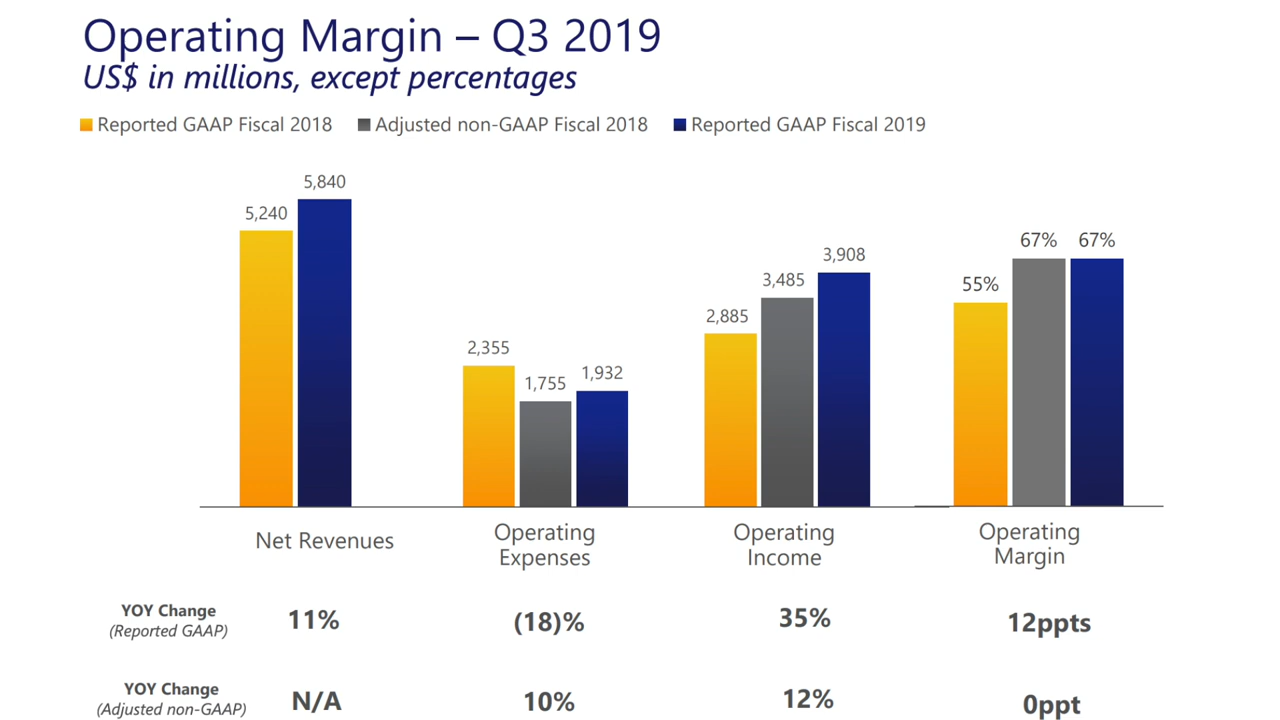 Operating Margin – Q3 2019
US$ in millions, except percentages
Reported GAAP Fiscal 2018 Adjusted non-GAAP Fiscal 2018 Reported GAAP Fiscal 2019
5,240 5,840
2,355 1,755 1,932
2,885 3,485 3,908
55% 67% 67%
Net Revenues
Operating
Expenses
Operating
Income
Operating
Margin
YOY Change
(Reported GAAP)
11% (18)% 35% 12ppts
YOY Change
(Adjusted non-GAAP)
N/A 10% 12% 0ppt